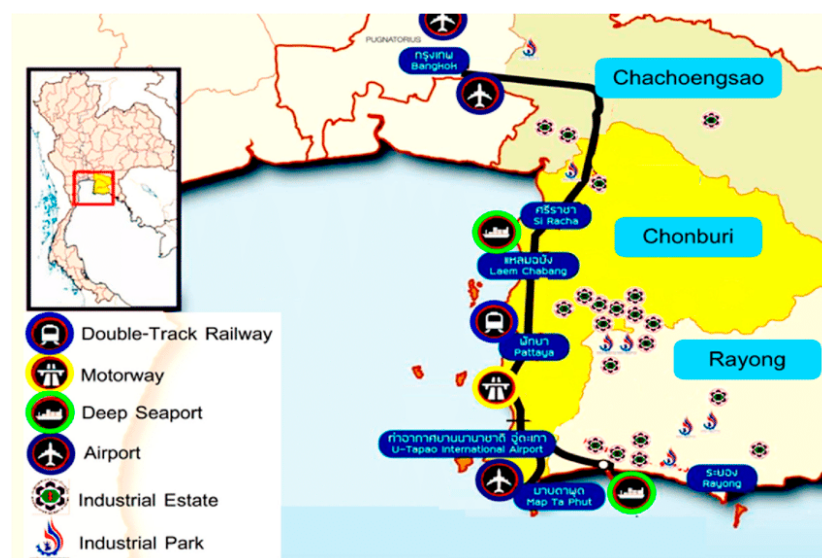 PUGNATORIUS
กรุงเทพ
Bangkok
Chachoengsao
ศรีราชา
Si Racha
Chonburi
แหลมฉบัง
Laem Chabang
พัทยา
Pattaya
Rayong
ท่าอากาศยานนานาชาติ อู่ตะเภา
U-Tapao International Airport
มาบตาพุด
Map Ta Phut
ระยอง
Rayong
Double-Track Railway
Motorway
Deep Seaport
Airport
Industrial Estate
Industrial Park